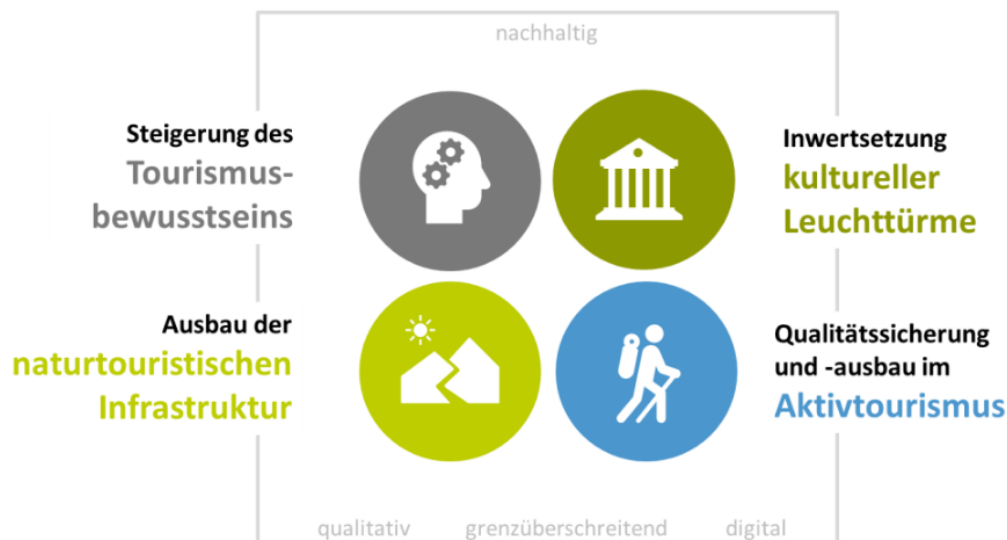 nachhaltig
Steigerung des
Tourismus-
bewusstseins
Inwertsetzung
kultureller
Leuchttürme
Ausbau der
naturtouristischen
Infrastruktur
Qualitätssicherung
und -ausbau im
Aktivtourismus
qualitativ grenzüberschreitend digital